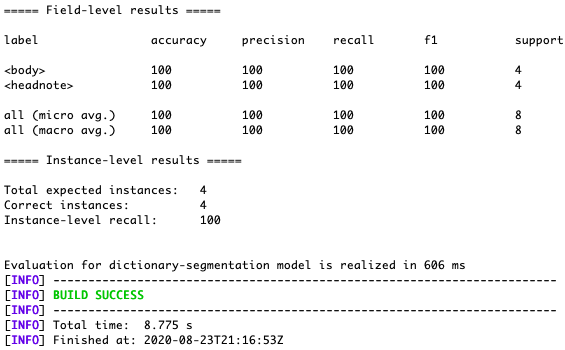 ===== Field-level results =====
label accuracy precision recall f1 support
<body> 100 100 100 100 4
<headnote> 100 100 100 100 4
all (micro avg.) 100 100 100 100 8
all (macro avg.) 100 100 100 100 8
===== Instance-level results =====
Total expected instances: 4
Correct instances: 4
Instance-level recall: 100
Evaluation for dictionary-segmentation model is realized in 606 ms
[INFO] ------------------------------------------------------------------------
[INFO] BUILD SUCCESS
[INFO] ------------------------------------------------------------------------
[INFO] Total time: 8.775 s
[INFO] Finished at: 2020-08-23T21:16:53Z